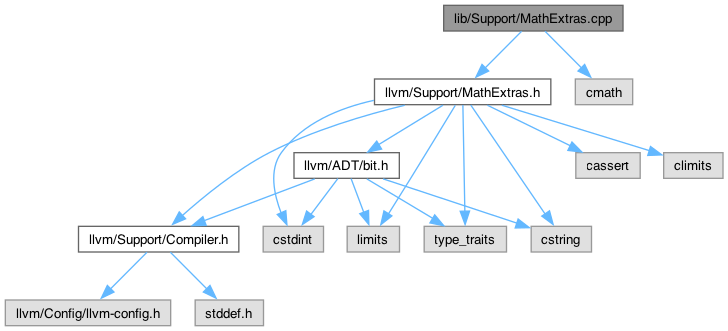 lib/Support/MathExtras.cpp
llvm/Support/MathExtras.h
cmath
llvm/ADT/bit.h
cassert
climits
llvm/Support/Compiler.h
cstdint
limits
type_traits
cstring
llvm/Config/llvm-config.h
stddef.h